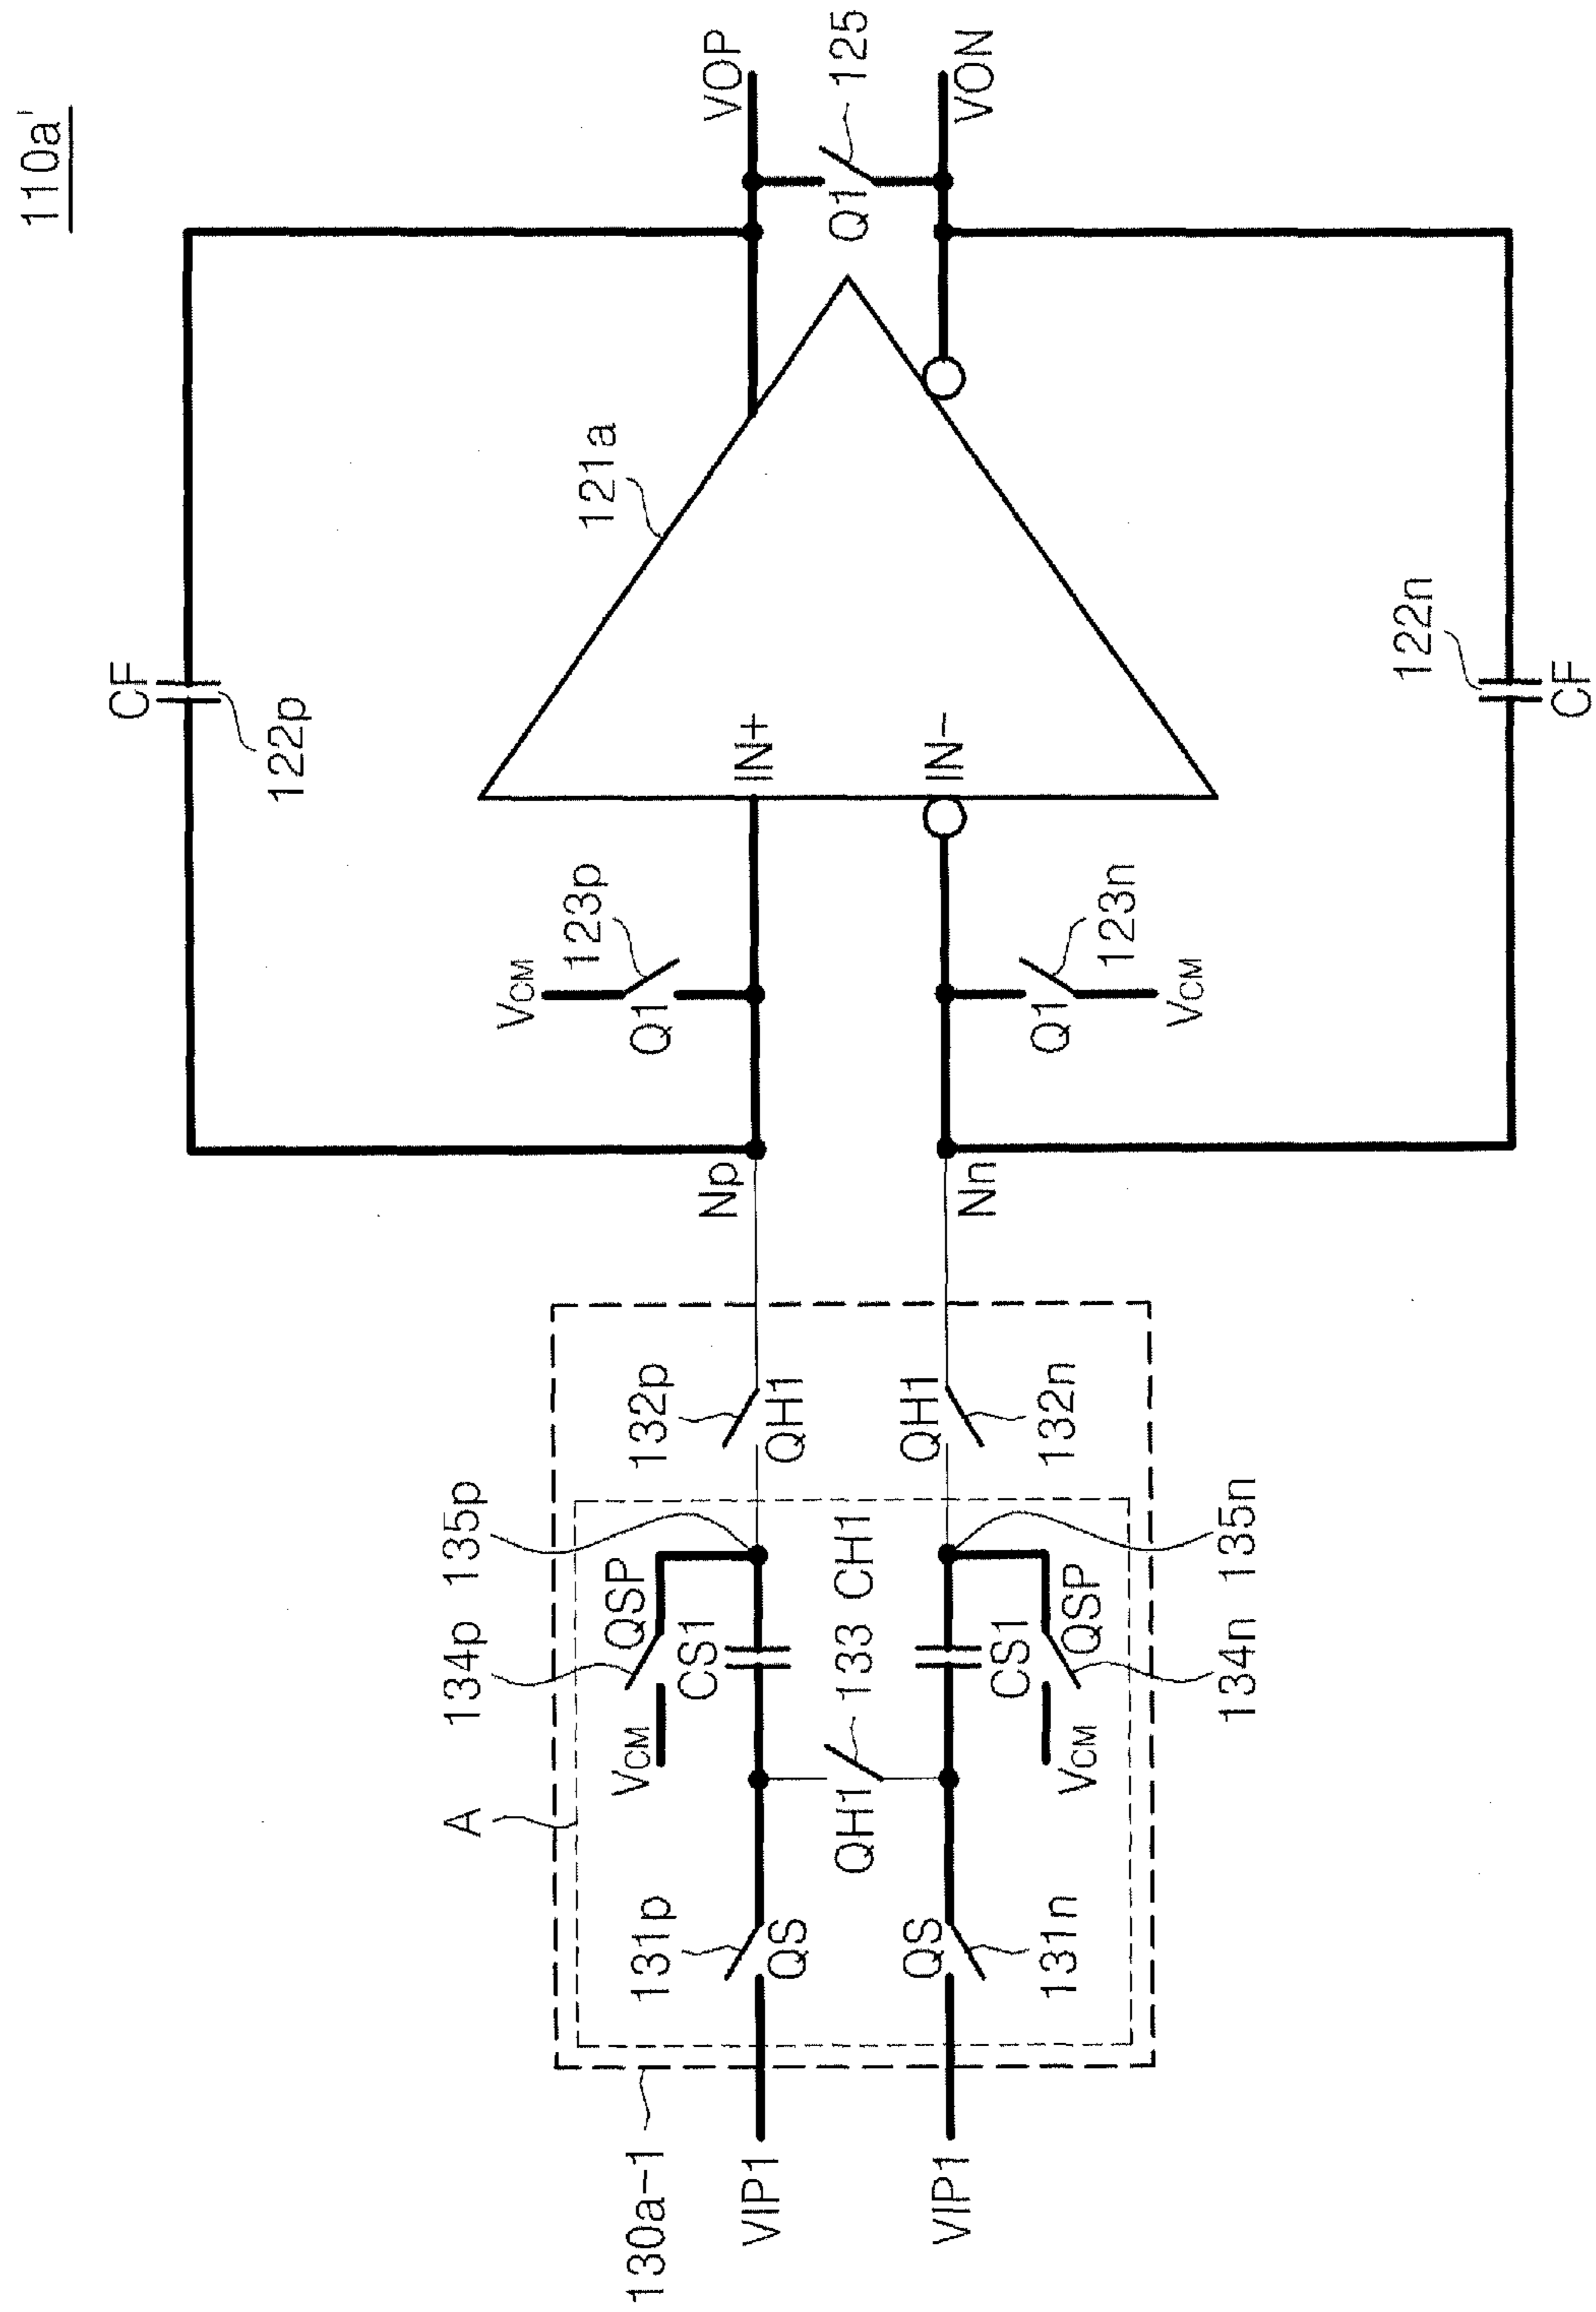 110a'
CF
122p
121a
VOP
VON
Q1
125
IN+
IN-
VCM
123p
Q1
VCM
123n
Q1
122n
CF
Np
Nn
132p
QH1
QH1
132n
134p
135p
QSP
CS1
VCM
CH1
133
QH1
CS1
QSP
VCM
134n
135n
A
131p
QS
QS
131n
130a-1
VIP1
VIP1